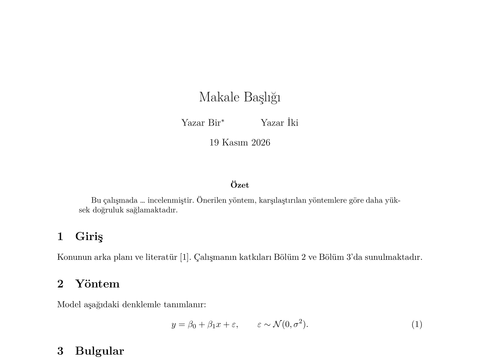 Makale Başlığı
Yazar Bir* Yazar İki
19 Kasım 2026
Özet
Bu çalışmada ... incelenmiştir. Önerilen yöntem, karşılaştırılan yöntemlere göre daha yük-
sek doğruluk sağlamaktadır.
1 Giriş
Konunun arka planı ve literatür [1]. Çalışmanın katkıları Bölüm 2 ve Bölüm 3'da sunulmaktadır.
2 Yöntem
Model aşağıdaki denklemle tanımlanır:
y = β₀ + β₁x + ε, ε ∼ 𝒩(0, σ²). (1)
3 Bulgular